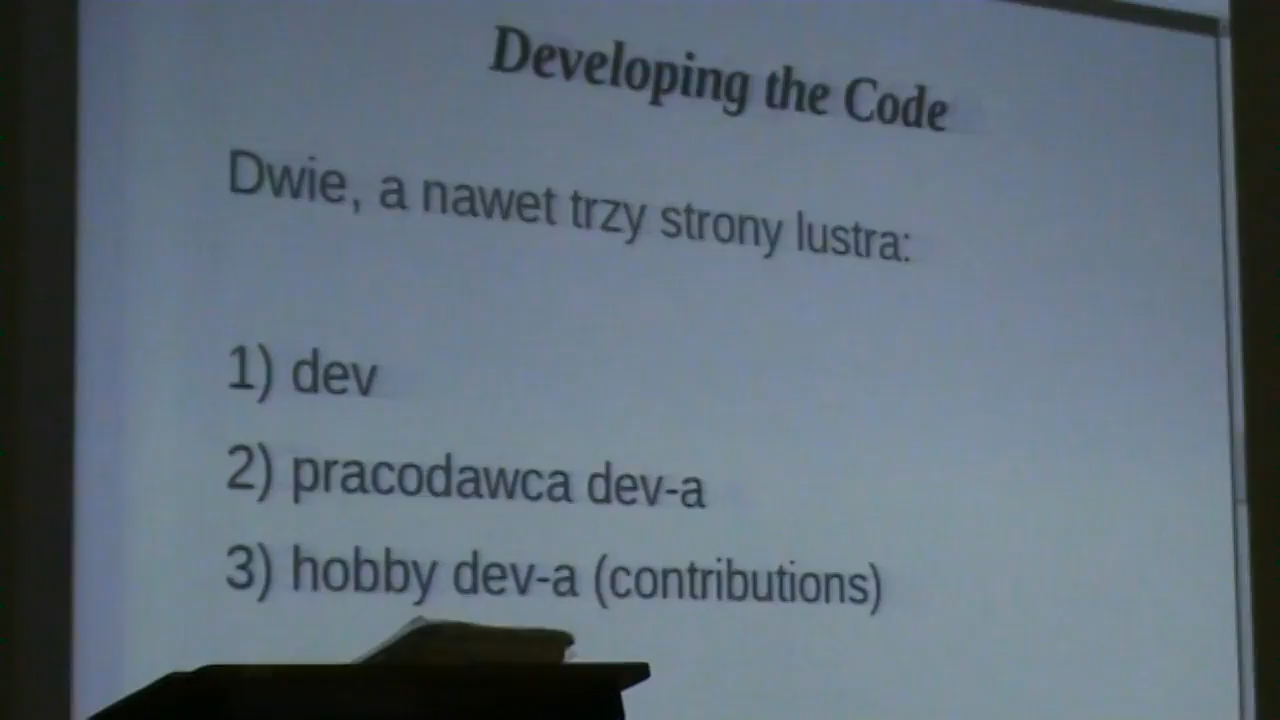 Developing the Code
Dwie, a nawet trzy strony lustra:
1) dev
2) pracodawca dev-a
3) hobby dev-a (contributions)